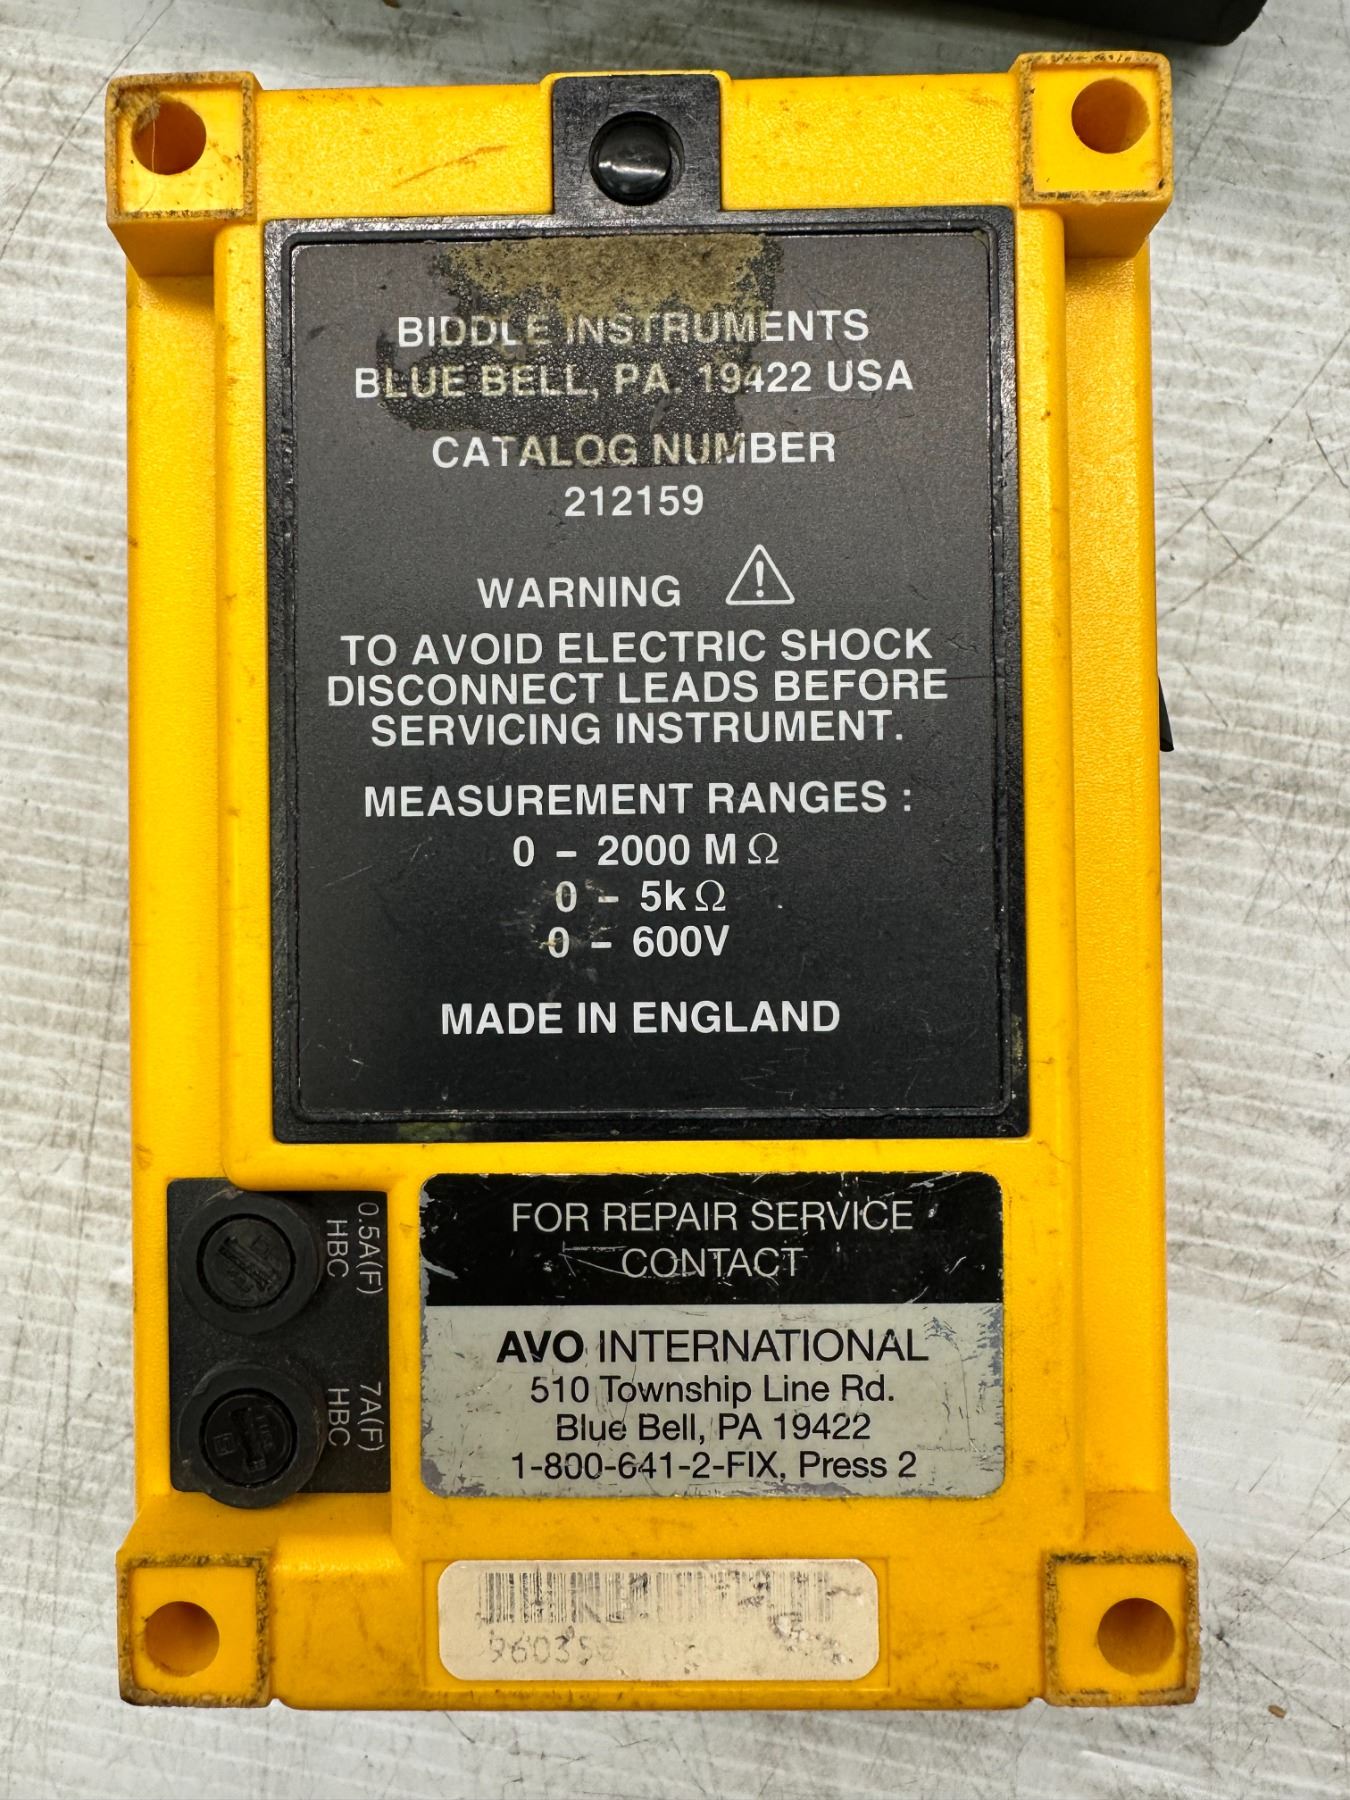 BIDDLE INSTRUMENTS
BLUE BELL, PA. 19422 USA
CATALOG NUMBER
212159
WARNING
TO AVOID ELECTRIC SHOCK
DISCONNECT LEADS BEFORE
SERVICING INSTRUMENT.
MEASUREMENT RANGES :
0 – 2000 M Ω
0 – 5k Ω
0 – 600V
MADE IN ENGLAND
0.5A(F)
HBC
7A(F)
HBC
FOR REPAIR SERVICE
CONTACT
AVO INTERNATIONAL
510 Township Line Rd.
Blue Bell, PA 19422
1-800-641-2-FIX, Press 2